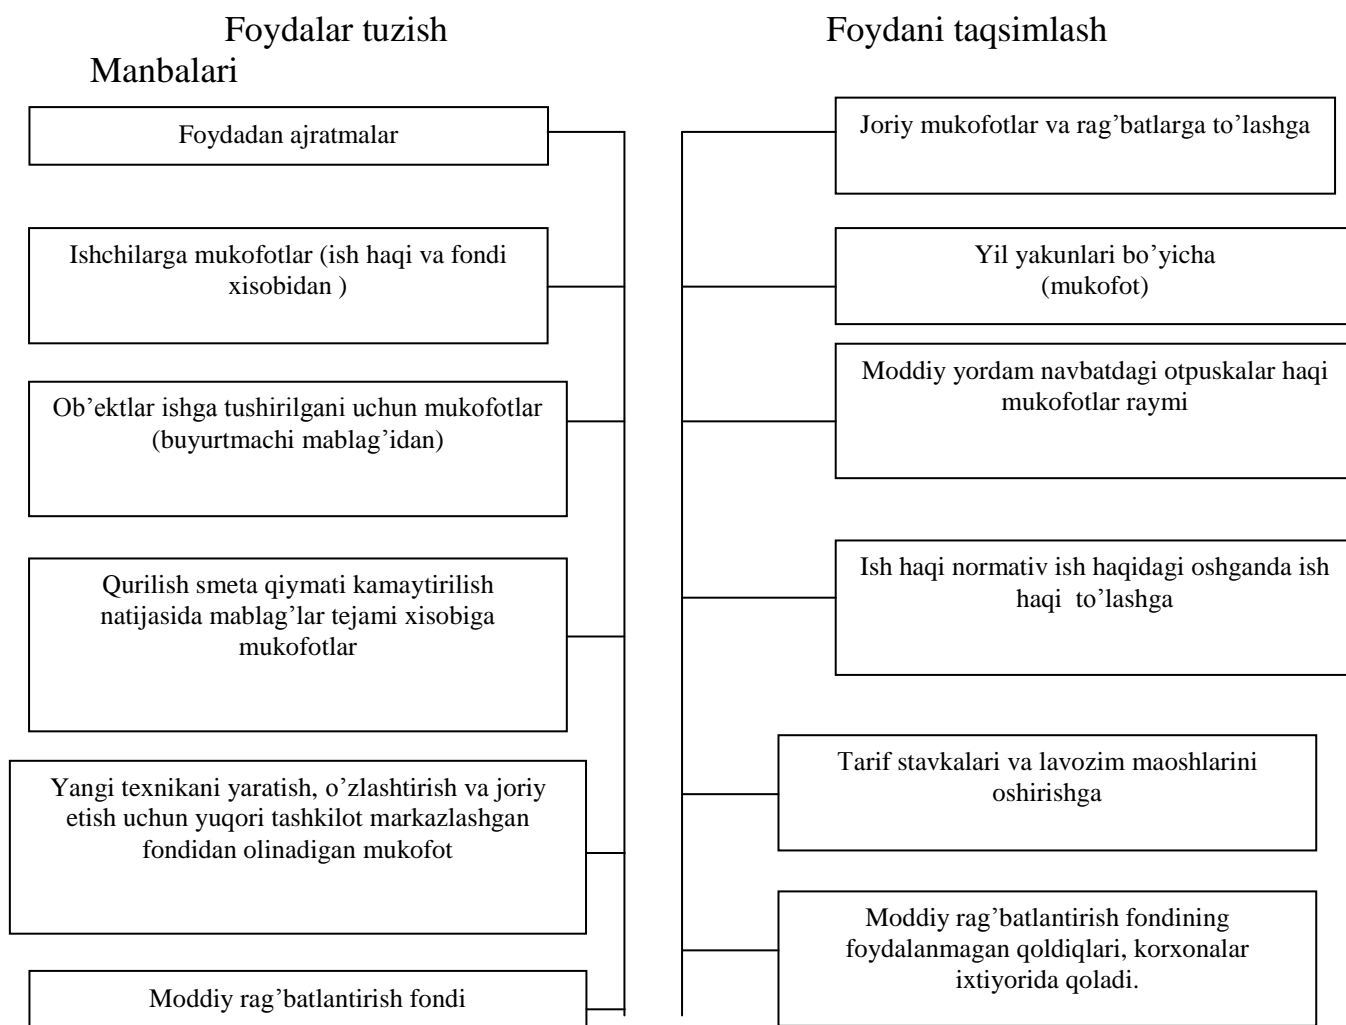 Foydalar tuzish
Manbalari
Foydadan ajratmalar
Ishchilarga mukofotlar (ish haqi va fondi
xisobidan )
Ob’ektlar ishga tushirilgani uchun mukofotlar
(buyurtmachi mablag’idan)
Qurilish smeta qiymati kamaytirilish
natijasida mablag’lar tejami xisobiga
mukofotlar
Yangi texnikani yaratish, o’zlashtirish va joriy
etish uchun yuqori tashkilot markazlashgan
fondidan olinadigan mukofot
Moddiy rag’batlantirish fondi
Foydani taqsimlash
Joriy mukofotlar va rag’batlarga to’lashga
Yil yakunlari bo’yicha
(mukofot)
Moddiy yordam navbatdagi otpuskalar haqi
mukofotlar raymi
Ish haqi normativ ish haqidagi oshganda ish
haqi  to’lashga
Tarif stavkalari va lavozim maoshlarini
oshirishga
Moddiy rag’batlantirish fondining
foydalanmagan qoldiqlari, korxonalar
ixtiyorida qoladi.